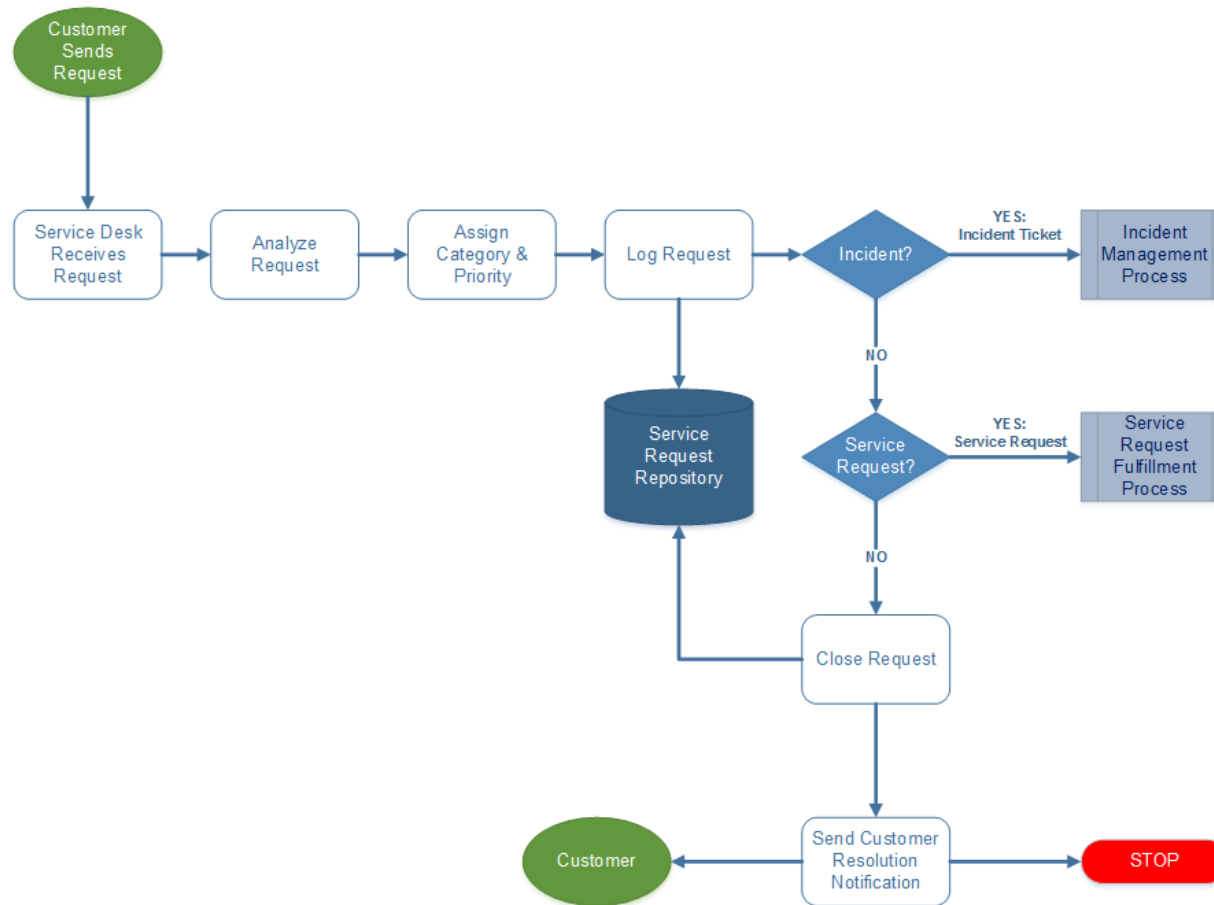 Customer
Sends
Request
Service Desk
Receives
Request
Analyze
Request
Assign
Category &
Priority
Log Request
Incident?
YES:
Incident Ticket
Incident
Management
Process
NO
Service
Request
Repository
Service
Request?
YES:
Service Request
Service
Request
Fulfillment
Process
NO
Close Request
Customer
Send Customer
Resolution
Notification
STOP